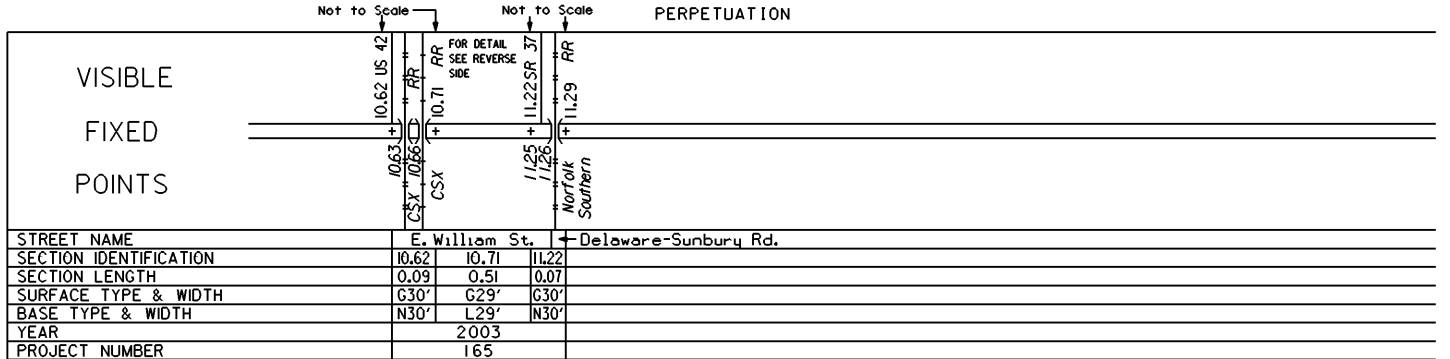 Not to Scale Not to Scale PERPETUATION
VISIBLE
FIXED
POINTS
10.62 US 42
RR
10.71 RR
FOR DETAIL
SEE REVERSE
SIDE
11.22 SR 37
11.29 RR
10.63
10.66
11.25
11.26
CSX
CSX
Norfolk
Southern
STREET NAME E. William St. Delaware-Sunbury Rd.
SECTION IDENTIFICATION 10.62 10.71 11.22
SECTION LENGTH 0.09 0.51 0.07
SURFACE TYPE & WIDTH G30' G29' G30'
BASE TYPE & WIDTH N30' L29' N30'
YEAR 2003
PROJECT NUMBER 165